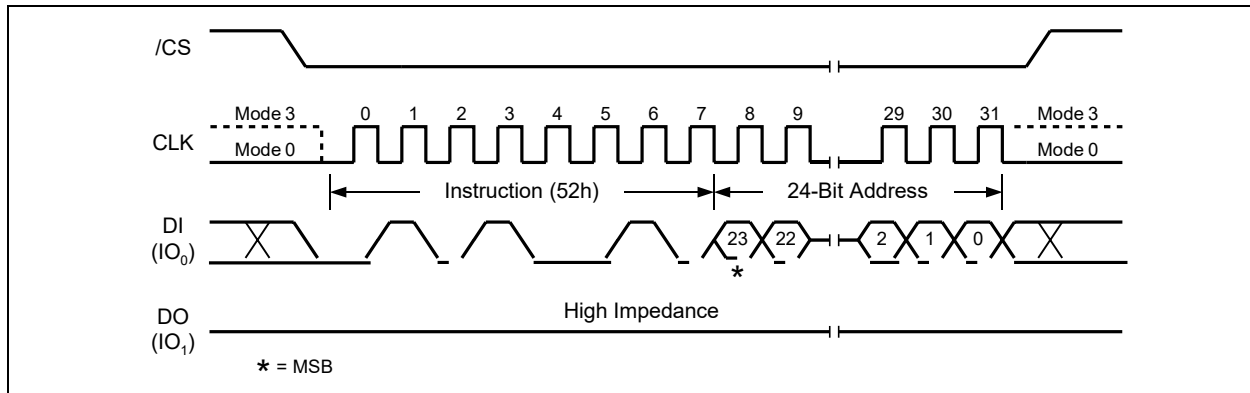 /CS
Mode 3 0 1 2 3 4 5 6 7 8 9 29 30 31 Mode 3
CLK
Mode 0 Mode 0
Instruction (52h) 24-Bit Address
DI
(IO0)
23 22 2 1 0
*
High Impedance
DO
(IO1)
* = MSB